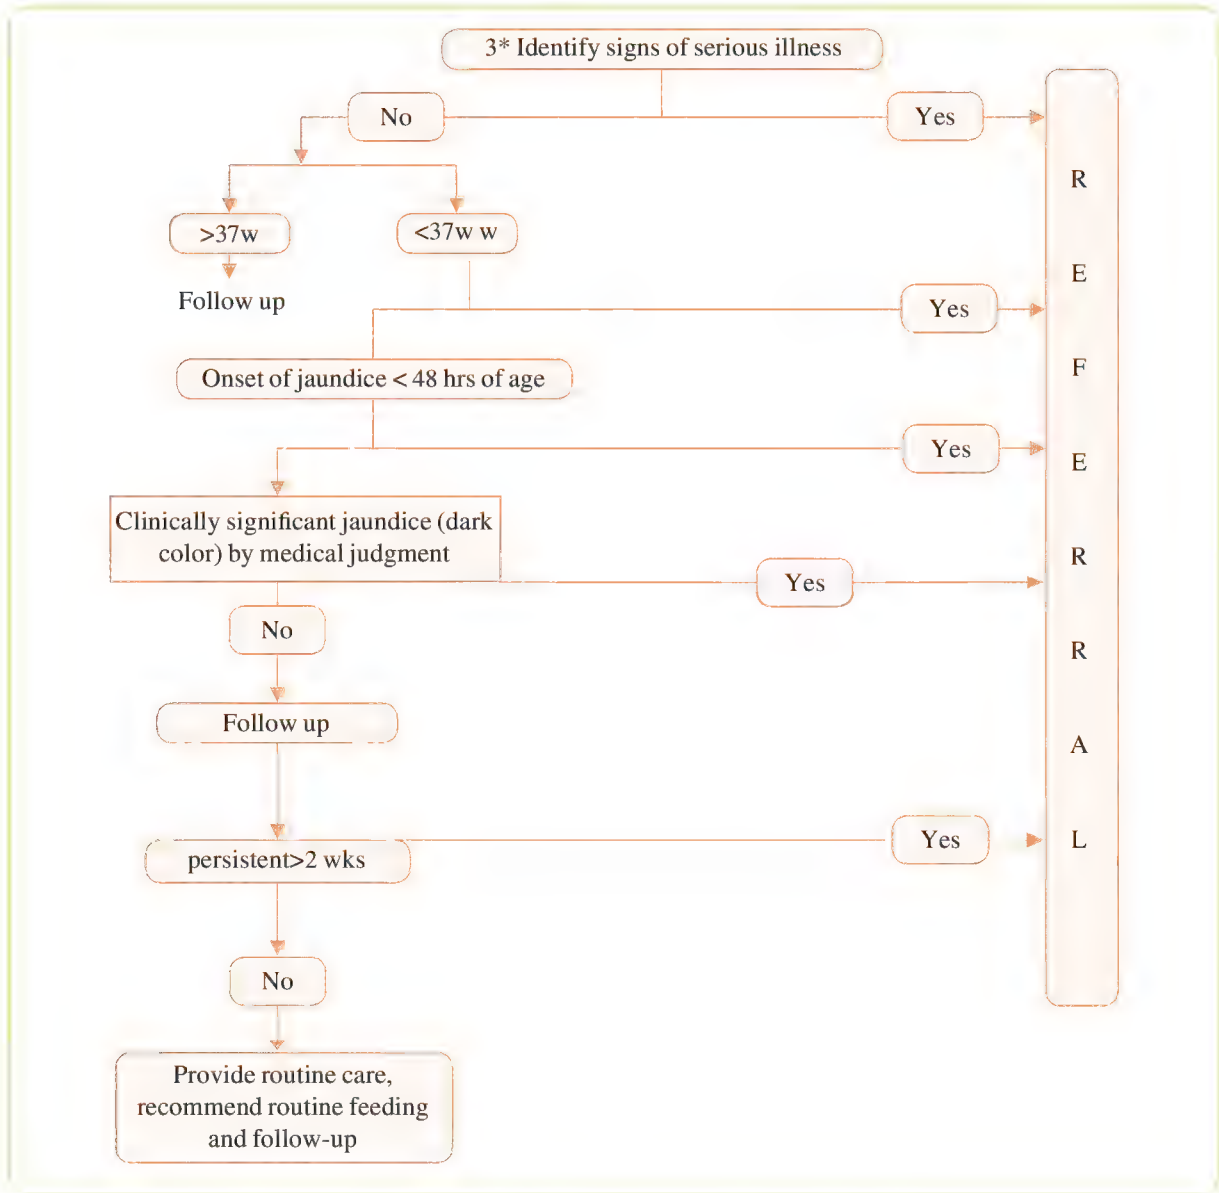 3* Identify signs of serious illness
No
Yes
>37w
<37w w
Follow up
Yes
Onset of jaundice < 48 hrs of age
Yes
Clinically significant jaundice (dark
color) by medical judgment
Yes
No
Follow up
persistent>2 wks
Yes
No
Provide routine care,
recommend routine feeding
and follow-up
R
E
F
E
R
R
A
L